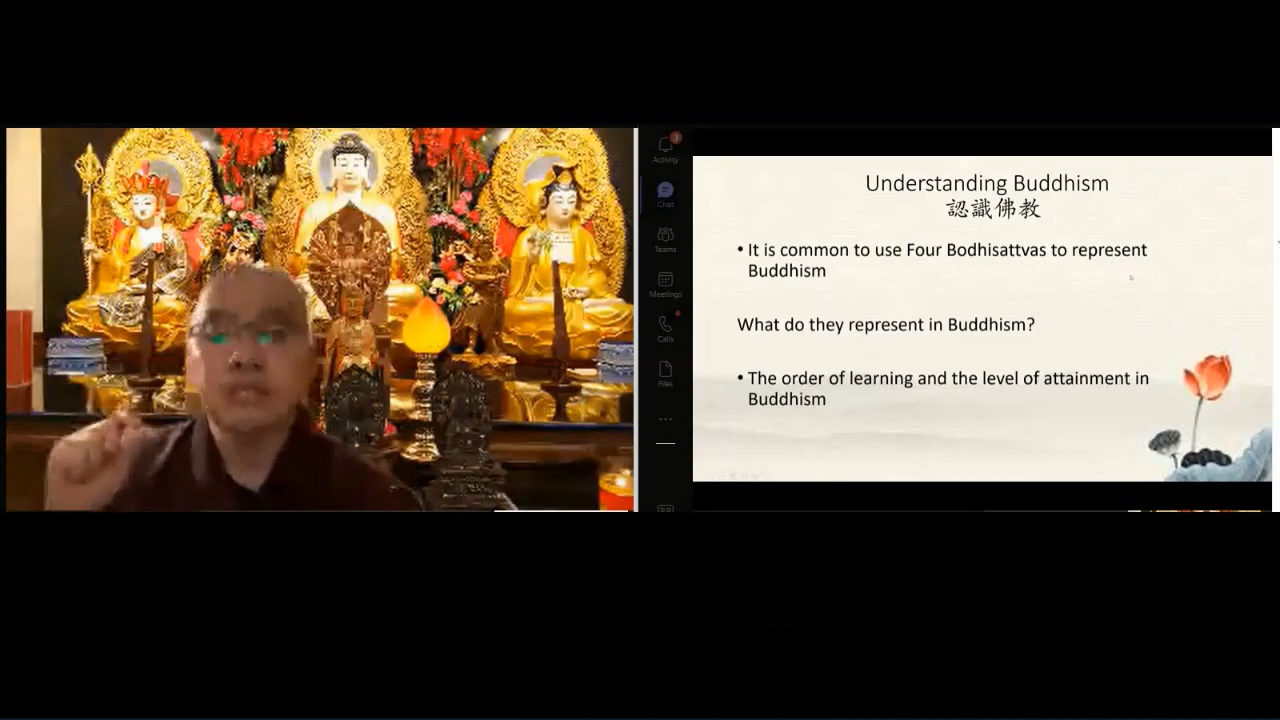 Activity
Chat
Teams
Meetings
Calls
Files
Understanding Buddhism
認識佛教
• It is common to use Four Bodhisattvas to represent
Buddhism
What do they represent in Buddhism?
• The order of learning and the level of attainment in
Buddhism